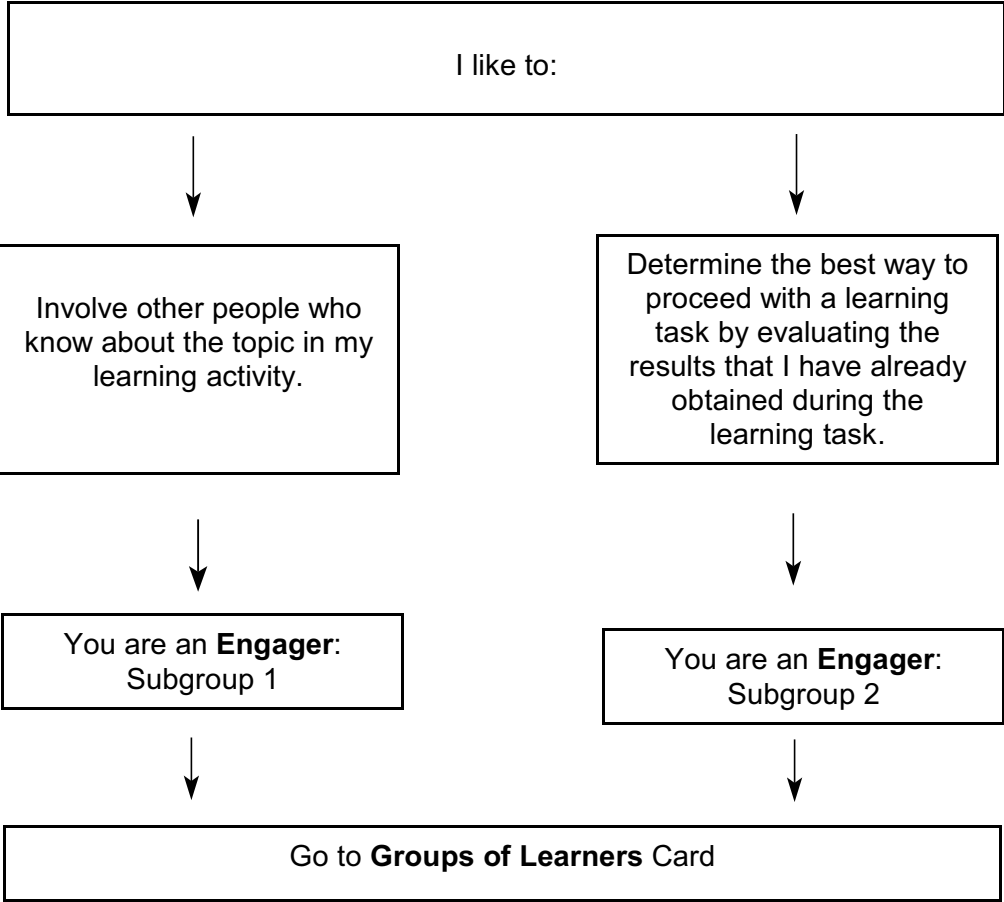 I like to:
Involve other people who
know about the topic in my
learning activity.
Determine the best way to
proceed with a learning
task by evaluating the
results that I have already
obtained during the
learning task.
You are an Engager:
Subgroup 1
You are an Engager:
Subgroup 2
Go to Groups of Learners Card